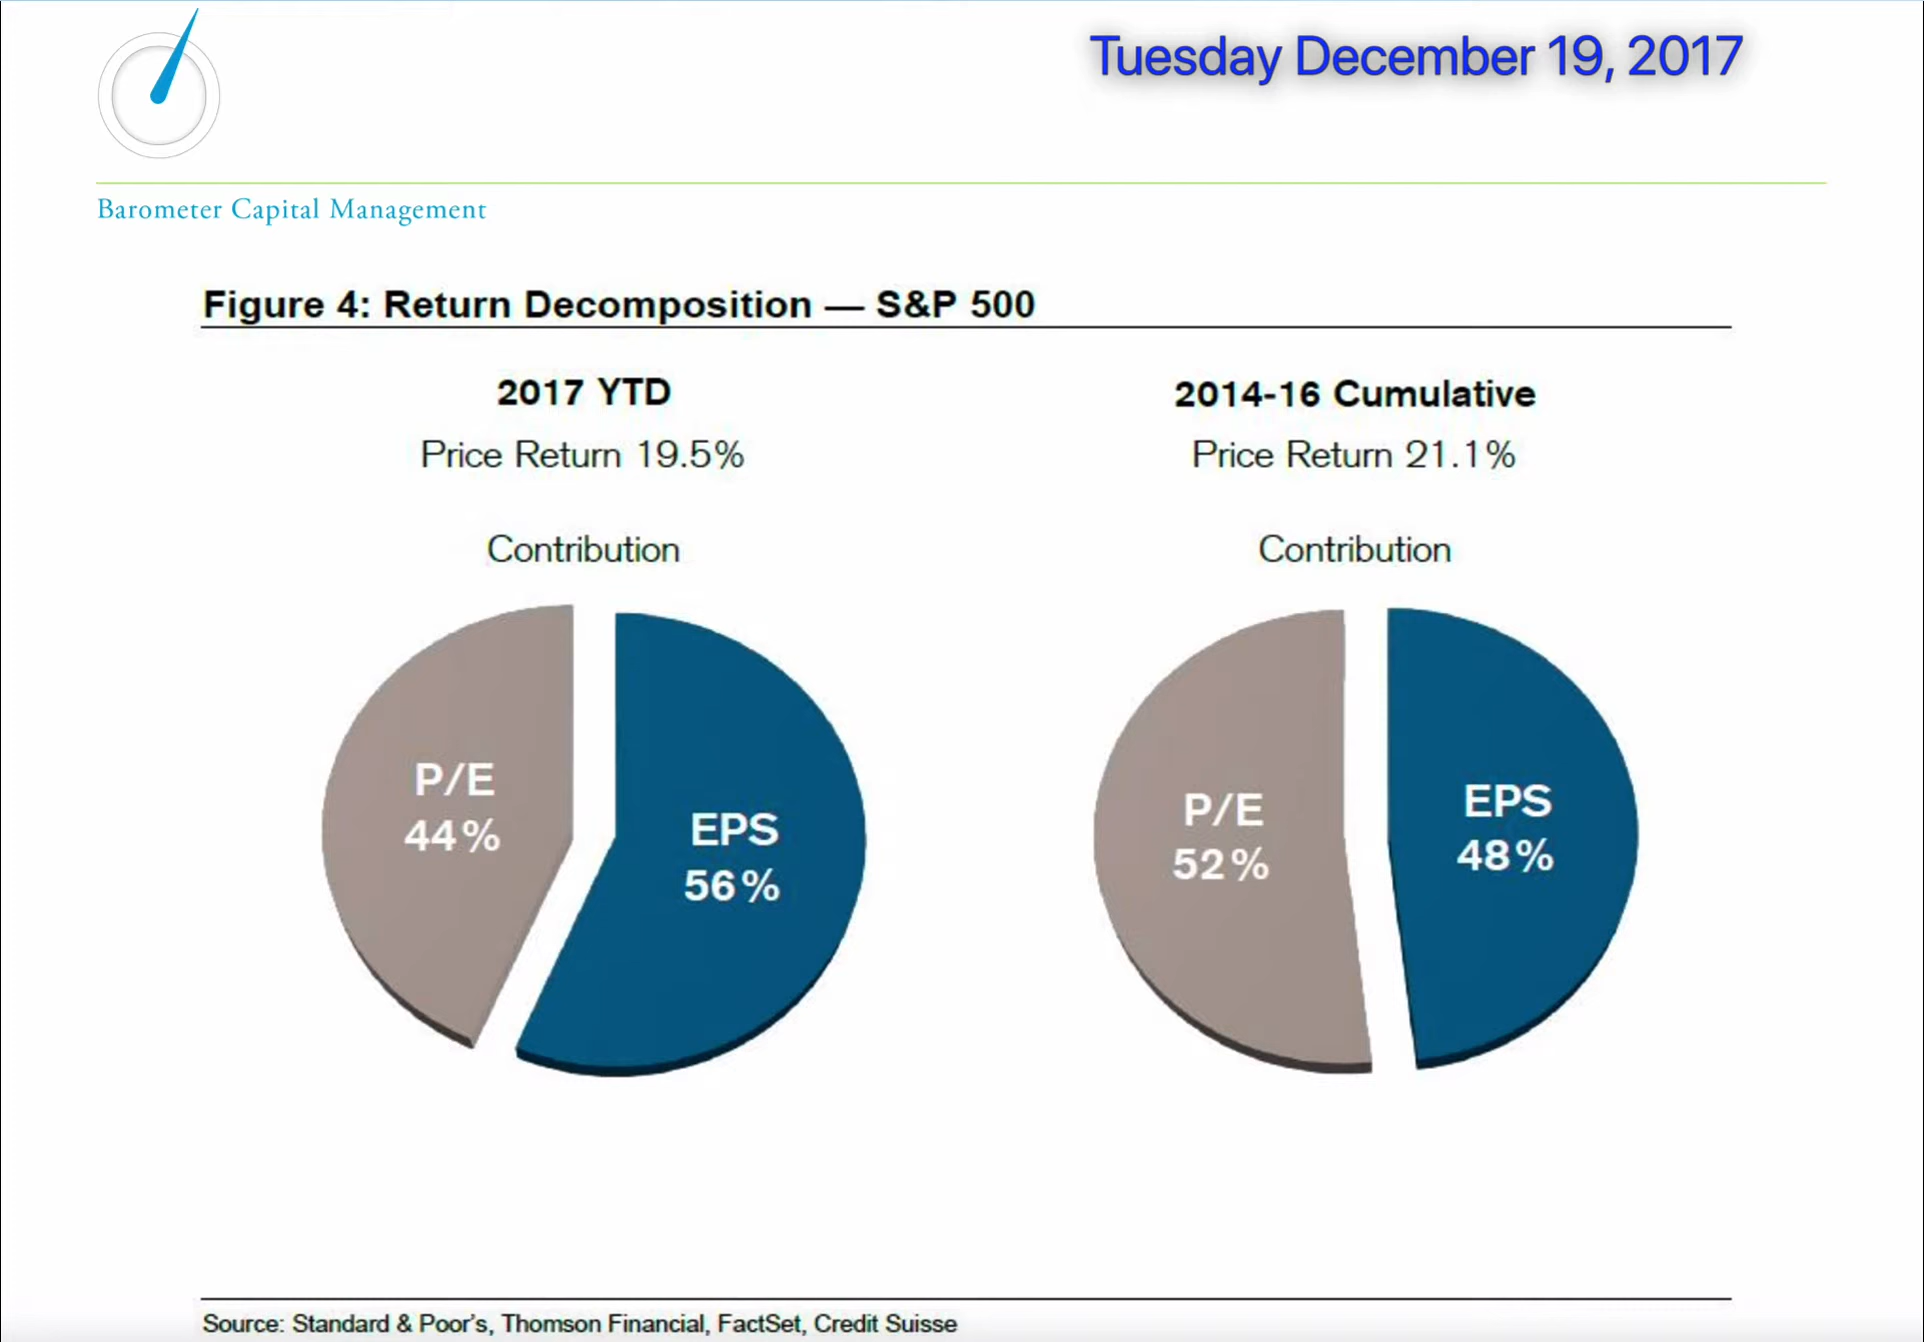 Tuesday December 19, 2017
Barometer Capital Management
Figure 4: Return Decomposition — S&P 500
2017 YTD
Price Return 19.5%
Contribution
P/E
44%
EPS
56%
2014-16 Cumulative
Price Return 21.1%
Contribution
P/E
52%
EPS
48%
Source: Standard & Poor's, Thomson Financial, FactSet, Credit Suisse